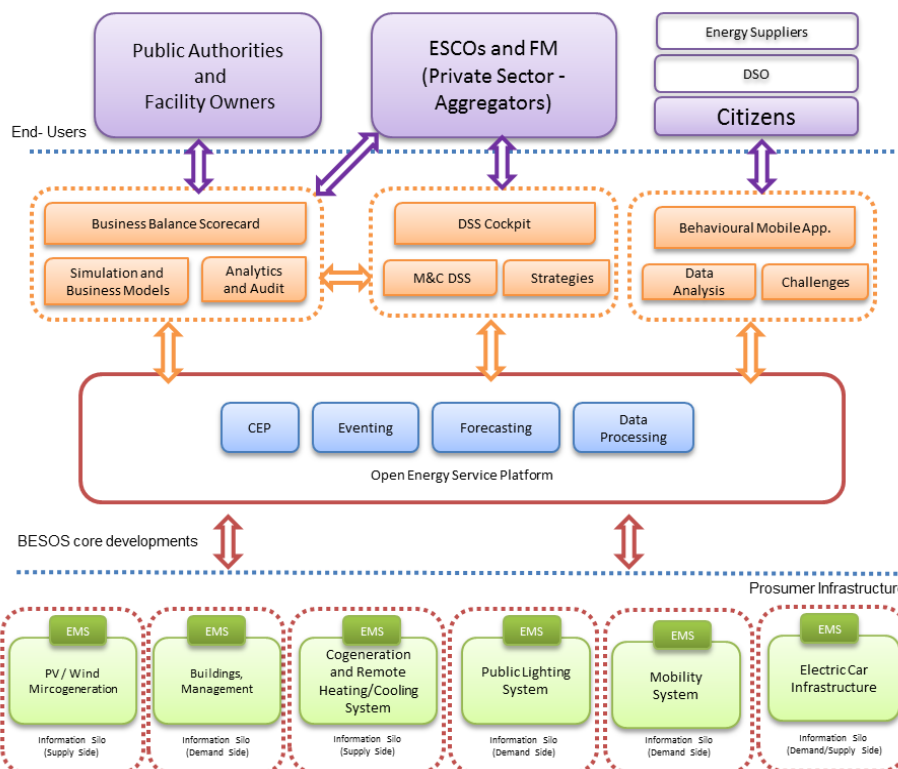 Public Authorities
and
Facility Owners
ESCOs and FM
(Private Sector -
Aggregators)
Energy Suppliers
DSO
Citizens
End- Users
Business Balance Scorecard
Simulation and
Business Models
Analytics
and Audit
DSS Cockpit
M&C DSS
Strategies
Behavioural Mobile App.
Data
Analysis
Challenges
CEP
Eventing
Forecasting
Data
Processing
Open Energy Service Platform
BESOS core developments
Prosumer Infrastructure
EMS
PV / Wind
Mircogeneration
Information Silo
(Supply Side)
EMS
Buildings,
Management
Information Silo
(Demand Side)
EMS
Cogeneration
and Remote
Heating/Cooling
System
Information Silo
(Supply Side)
EMS
Public Lighting
System
Information Silo
(Demand Side)
EMS
Mobility
System
Information Silo
(Demand Side)
EMS
Electric Car
Infrastructure
Information Silo
(Demand/Supply Side)